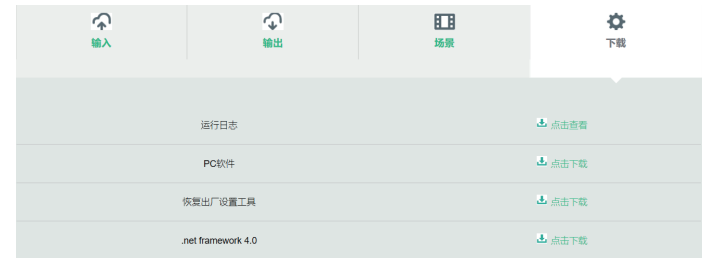 输入 输出 场景 下载
运行日志 点击查看
PC软件 点击下载
恢复出厂设置工具 点击下载
.net framework 4.0 点击下载